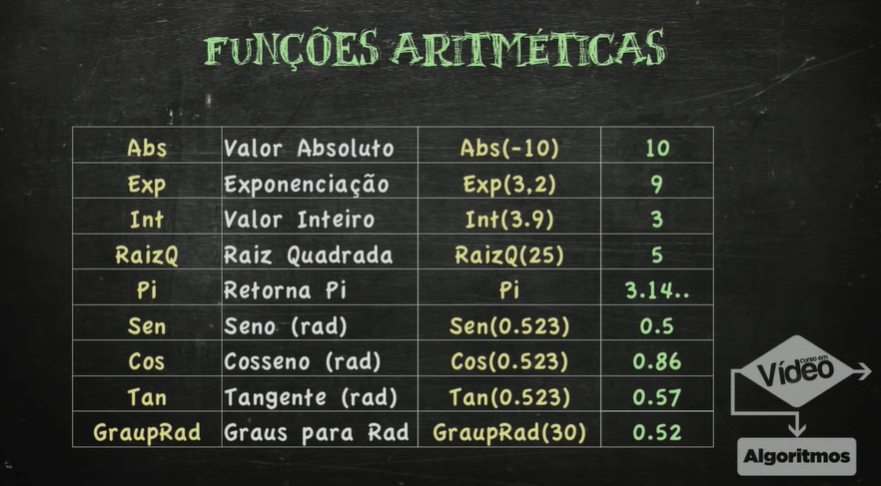 FUNÇÕES ARITMÉTICAS
Abs Valor Absoluto Abs(-10) 10
Exp Exponenciação Exp(3,2) 9
Int Valor Inteiro Int(3.9) 3
RaizQ Raiz Quadrada RaizQ(25) 5
Pi Retorna Pi Pi 3.14..
Sen Seno (rad) Sen(0.523) 0.5
Cos Cosseno (rad) Cos(0.523) 0.86
Tan Tangente (rad) Tan(0.523) 0.57
GraupRad Graus para Rad GraupRad(30) 0.52
curso em
Vídeo
Algoritmos